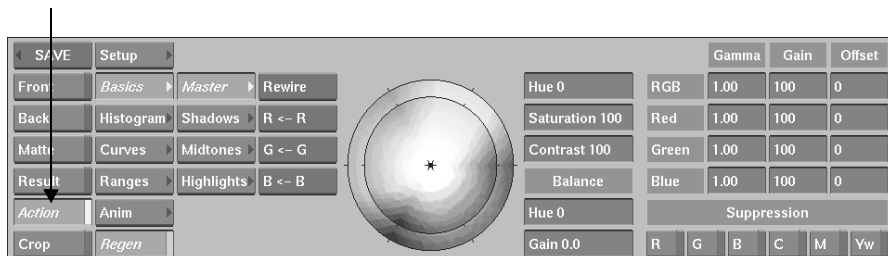 SAVE Setup Gamma Gain Offset
Front Basics Master Rewire Hue 0 RGB 1.00 100 0
Back Histogram Shadows R <- R Saturation 100 Red 1.00 100 0
Matte Curves Midtones G <- G Contrast 100 Green 1.00 100 0
Result Ranges Highlights B <- B Balance Blue 1.00 100 0
Action Anim Hue 0 Suppression
Crop Regen Gain 0.0 R G B C M Yw